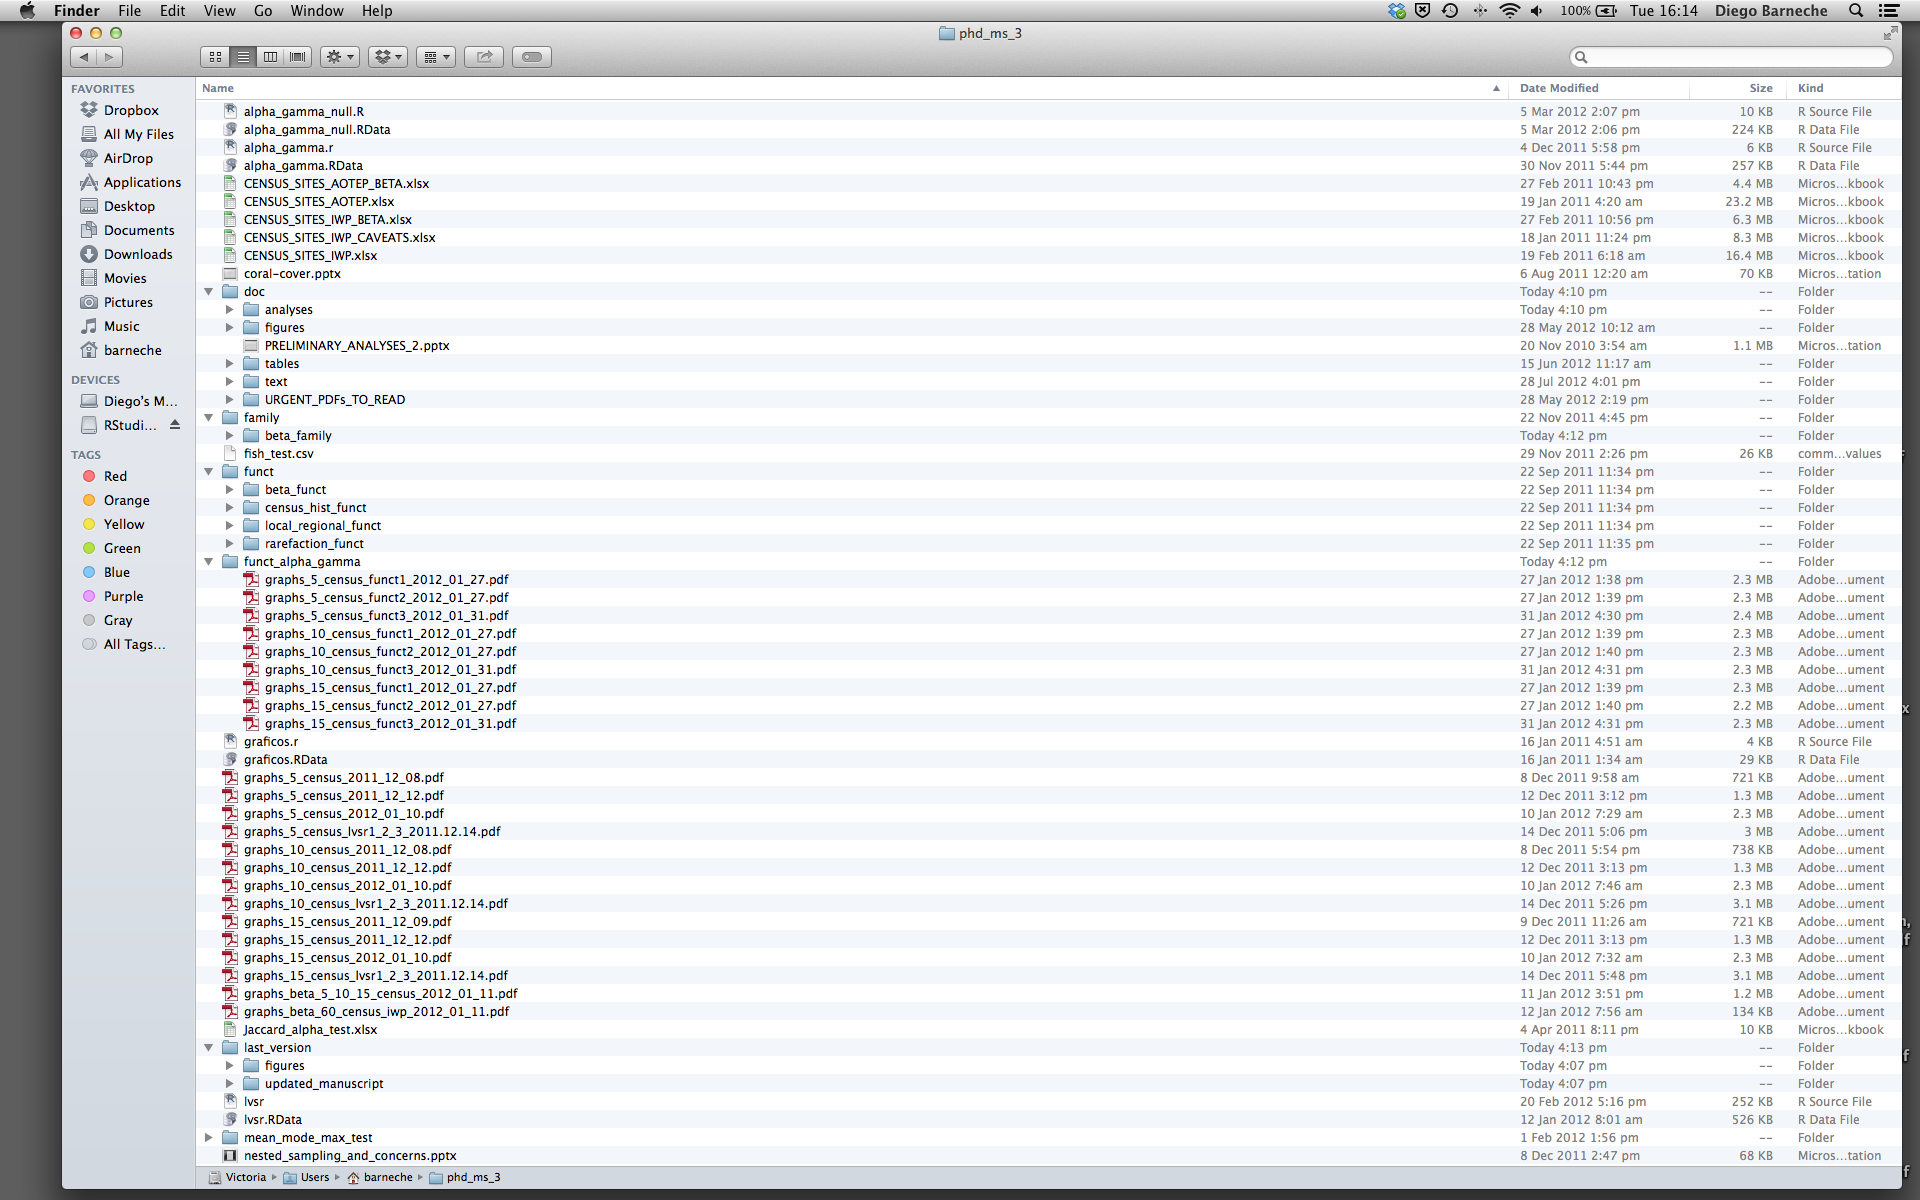 Finder File Edit View Go Window Help 100% Tue 16:14 Diego Barneche
phd_ms_3
FAVORITES
Dropbox
All My Files
AirDrop
Applications
Desktop
Documents
Downloads
Movies
Pictures
Music
barneche
DEVICES
Diego's M...
RStudi...
TAGS
Red
Orange
Yellow
Green
Blue
Purple
Gray
All Tags...
Name Date Modified Size Kind
alpha_gamma_null.R 5 Mar 2012 2:07 pm 10 KB R Source File
alpha_gamma_null.RData 5 Mar 2012 2:06 pm 224 KB R Data File
alpha_gamma.r 4 Dec 2011 5:58 pm 6 KB R Source File
alpha_gamma.RData 30 Nov 2011 5:44 pm 257 KB R Data File
CENSUS_SITES_AOTEP_BETA.xlsx 27 Feb 2011 10:43 pm 4.4 MB Micros...kbook
CENSUS_SITES_AOTEP.xlsx 19 Jan 2011 4:20 am 23.2 MB Micros...kbook
CENSUS_SITES_IWP_BETA.xlsx 27 Feb 2011 10:56 pm 6.3 MB Micros...kbook
CENSUS_SITES_IWP_CAVEATS.xlsx 18 Jan 2011 11:24 pm 8.3 MB Micros...kbook
CENSUS_SITES_IWP.xlsx 19 Feb 2011 6:18 am 16.4 MB Micros...kbook
coral-cover.pptx 6 Aug 2011 12:20 am 70 KB Micros...tation
doc Today 4:10 pm -- Folder
analyses Today 4:10 pm -- Folder
figures 28 May 2012 10:12 am -- Folder
PRELIMINARY_ANALYSES_2.pptx 20 Nov 2010 3:54 am 1.1 MB Micros...tation
tables 15 Jun 2012 11:17 am -- Folder
text 28 Jul 2012 4:01 pm -- Folder
URGENT_PDFs_TO_READ 28 May 2012 2:19 pm -- Folder
family 22 Nov 2011 4:45 pm -- Folder
beta_family Today 4:12 pm -- Folder
fish_test.csv 29 Nov 2011 2:26 pm 26 KB comm...values
funct 22 Sep 2011 11:34 pm -- Folder
beta_funct 22 Sep 2011 11:34 pm -- Folder
census_hist_funct 22 Sep 2011 11:34 pm -- Folder
local_regional_funct 22 Sep 2011 11:34 pm -- Folder
rarefaction_funct 22 Sep 2011 11:35 pm -- Folder
funct_alpha_gamma Today 4:12 pm -- Folder
graphs_5_census_funct1_2012_01_27.pdf 27 Jan 2012 1:38 pm 2.3 MB Adobe...ument
graphs_5_census_funct2_2012_01_27.pdf 27 Jan 2012 1:39 pm 2.3 MB Adobe...ument
graphs_5_census_funct3_2012_01_31.pdf 31 Jan 2012 4:30 pm 2.4 MB Adobe...ument
graphs_10_census_funct1_2012_01_27.pdf 27 Jan 2012 1:39 pm 2.3 MB Adobe...ument
graphs_10_census_funct2_2012_01_27.pdf 27 Jan 2012 1:40 pm 2.3 MB Adobe...ument
graphs_10_census_funct3_2012_01_31.pdf 31 Jan 2012 4:31 pm 2.3 MB Adobe...ument
graphs_15_census_funct1_2012_01_27.pdf 27 Jan 2012 1:39 pm 2.3 MB Adobe...ument
graphs_15_census_funct2_2012_01_27.pdf 27 Jan 2012 1:40 pm 2.2 MB Adobe...ument
graphs_15_census_funct3_2012_01_31.pdf 31 Jan 2012 4:31 pm 2.3 MB Adobe...ument
graficos.r 16 Jan 2011 4:51 am 4 KB R Source File
graficos.RData 16 Jan 2011 1:34 am 29 KB R Data File
graphs_5_census_2011_12_08.pdf 8 Dec 2011 9:58 am 721 KB Adobe...ument
graphs_5_census_2011_12_12.pdf 12 Dec 2011 3:12 pm 1.3 MB Adobe...ument
graphs_5_census_2012_01_10.pdf 10 Jan 2012 7:29 am 2.3 MB Adobe...ument
graphs_5_census_lvsr1_2_3_2011.12.14.pdf 14 Dec 2011 5:06 pm 3 MB Adobe...ument
graphs_10_census_2011_12_08.pdf 8 Dec 2011 5:54 pm 738 KB Adobe...ument
graphs_10_census_2011_12_12.pdf 12 Dec 2011 3:13 pm 1.3 MB Adobe...ument
graphs_10_census_2012_01_10.pdf 10 Jan 2012 7:46 am 2.3 MB Adobe...ument
graphs_10_census_lvsr1_2_3_2011.12.14.pdf 14 Dec 2011 5:26 pm 3.1 MB Adobe...ument
graphs_15_census_2011_12_09.pdf 9 Dec 2011 11:26 am 721 KB Adobe...ument
graphs_15_census_2011_12_12.pdf 12 Dec 2011 3:13 pm 1.3 MB Adobe...ument
graphs_15_census_2012_01_10.pdf 10 Jan 2012 7:32 am 2.3 MB Adobe...ument
graphs_15_census_lvsr1_2_3_2011.12.14.pdf 14 Dec 2011 5:48 pm 3.1 MB Adobe...ument
graphs_beta_5_10_15_census_2012_01_11.pdf 11 Jan 2012 3:51 pm 1.2 MB Adobe...ument
graphs_beta_60_census_iwp_2012_01_11.pdf 12 Jan 2012 7:56 am 134 KB Adobe...ument
Jaccard_alpha_test.xlsx 4 Apr 2011 8:11 pm 10 KB Micros...kbook
last_version Today 4:13 pm -- Folder
figures Today 4:07 pm -- Folder
updated_manuscript Today 4:07 pm -- Folder
lvsr 20 Feb 2012 5:16 pm 252 KB R Source File
lvsr.RData 12 Jan 2012 8:01 am 526 KB R Data File
mean_mode_max_test 1 Feb 2012 1:56 pm -- Folder
nested_sampling_and_concerns.pptx 8 Dec 2011 2:47 pm 68 KB Micros...tation
Victoria Users barneche phd_ms_3